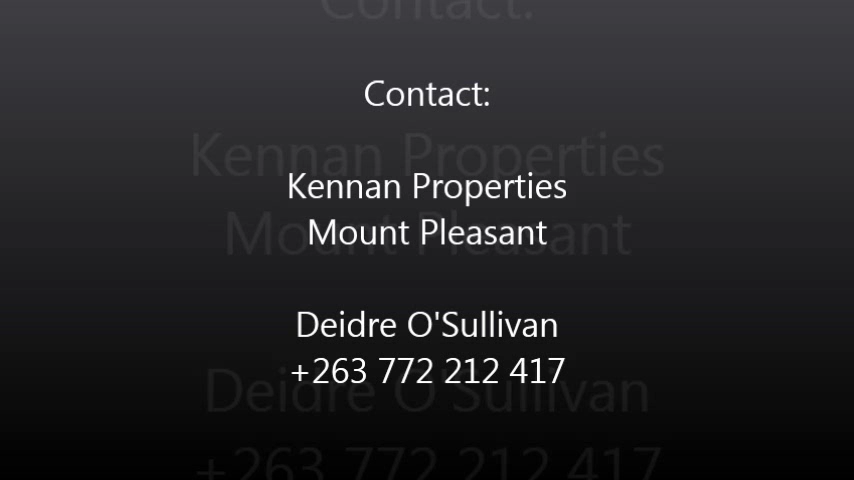 Contact:
Kennan Properties
Mount Pleasant
Deidre O'Sullivan
+263 772 212 417